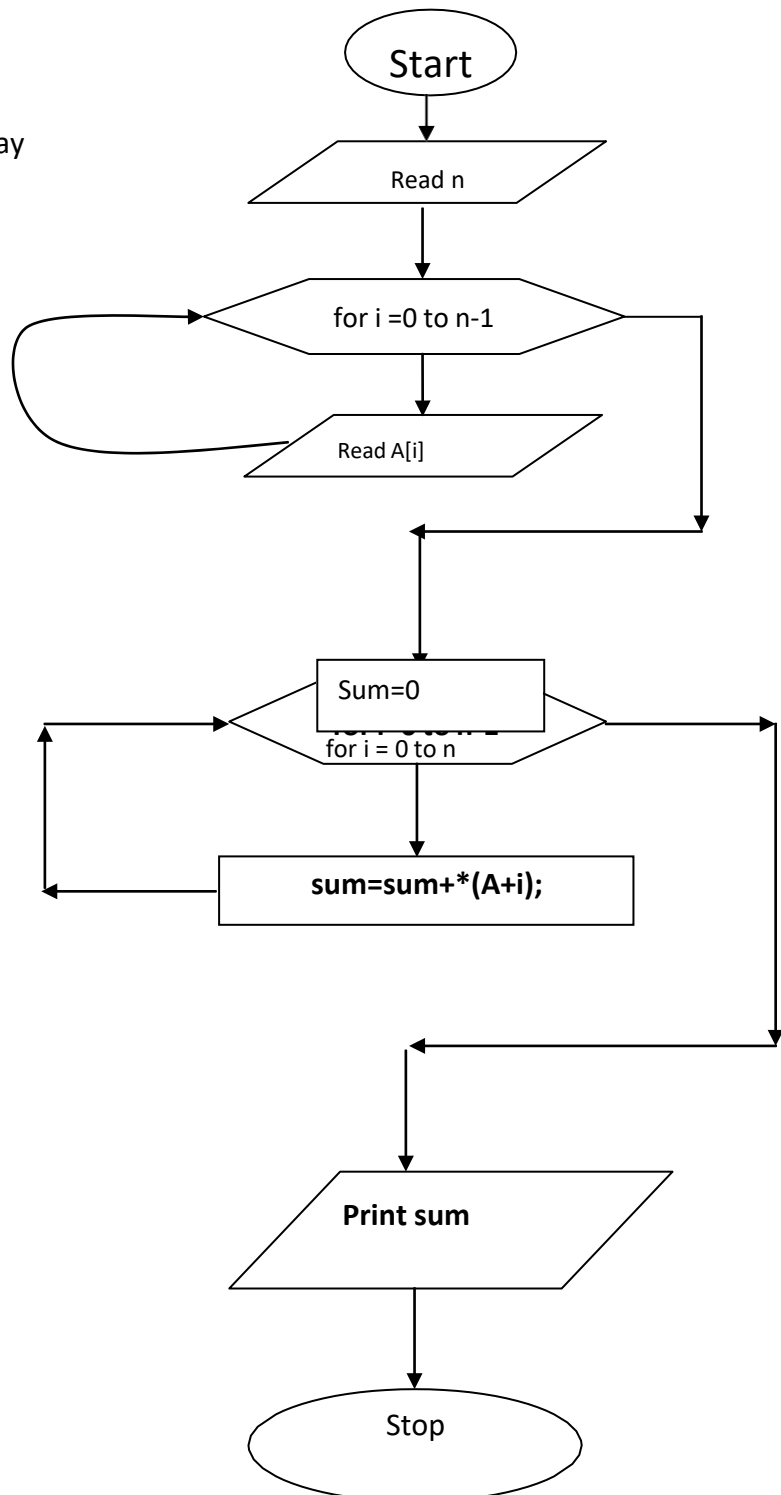 Start
ay
Read n
for i =0 to n-1
Read A[i]
Sum=0
for i = 0 to n
sum=sum+*(A+i);
Print sum
Stop